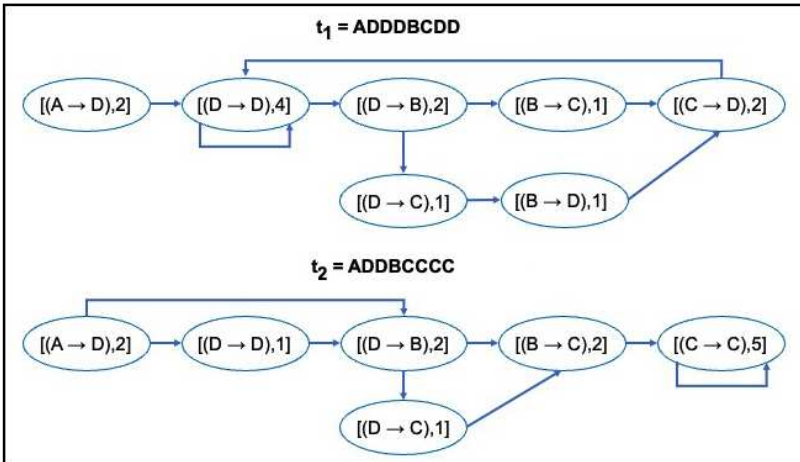 t1 = ADDDBCDD
[(A → D),2] [(D → D),4] [(D → B),2] [(B → C),1] [(C → D),2]
[(D → C),1] [(B → D),1]
t2 = ADDBCCCC
[(A → D),2] [(D → D),1] [(D → B),2] [(B → C),2] [(C → C),5]
[(D → C),1]